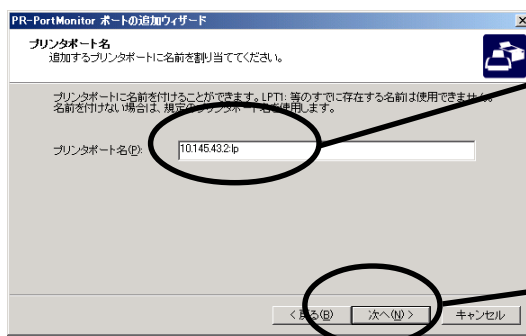 PR-PortMonitor ポートの追加ウィザード
プリンタポート名
追加するプリンタポートに名前を割り当ててください。
プリンタポートに名前を付けることができます。LPT1: 等のすでに存在する名前は使用できません。
名前を付けない場合は、規定のプリンタポート名を使用します。
プリンタポート名(P):
10.145.43.2:lp
< 戻る(B)
次へ(N) >
キャンセル